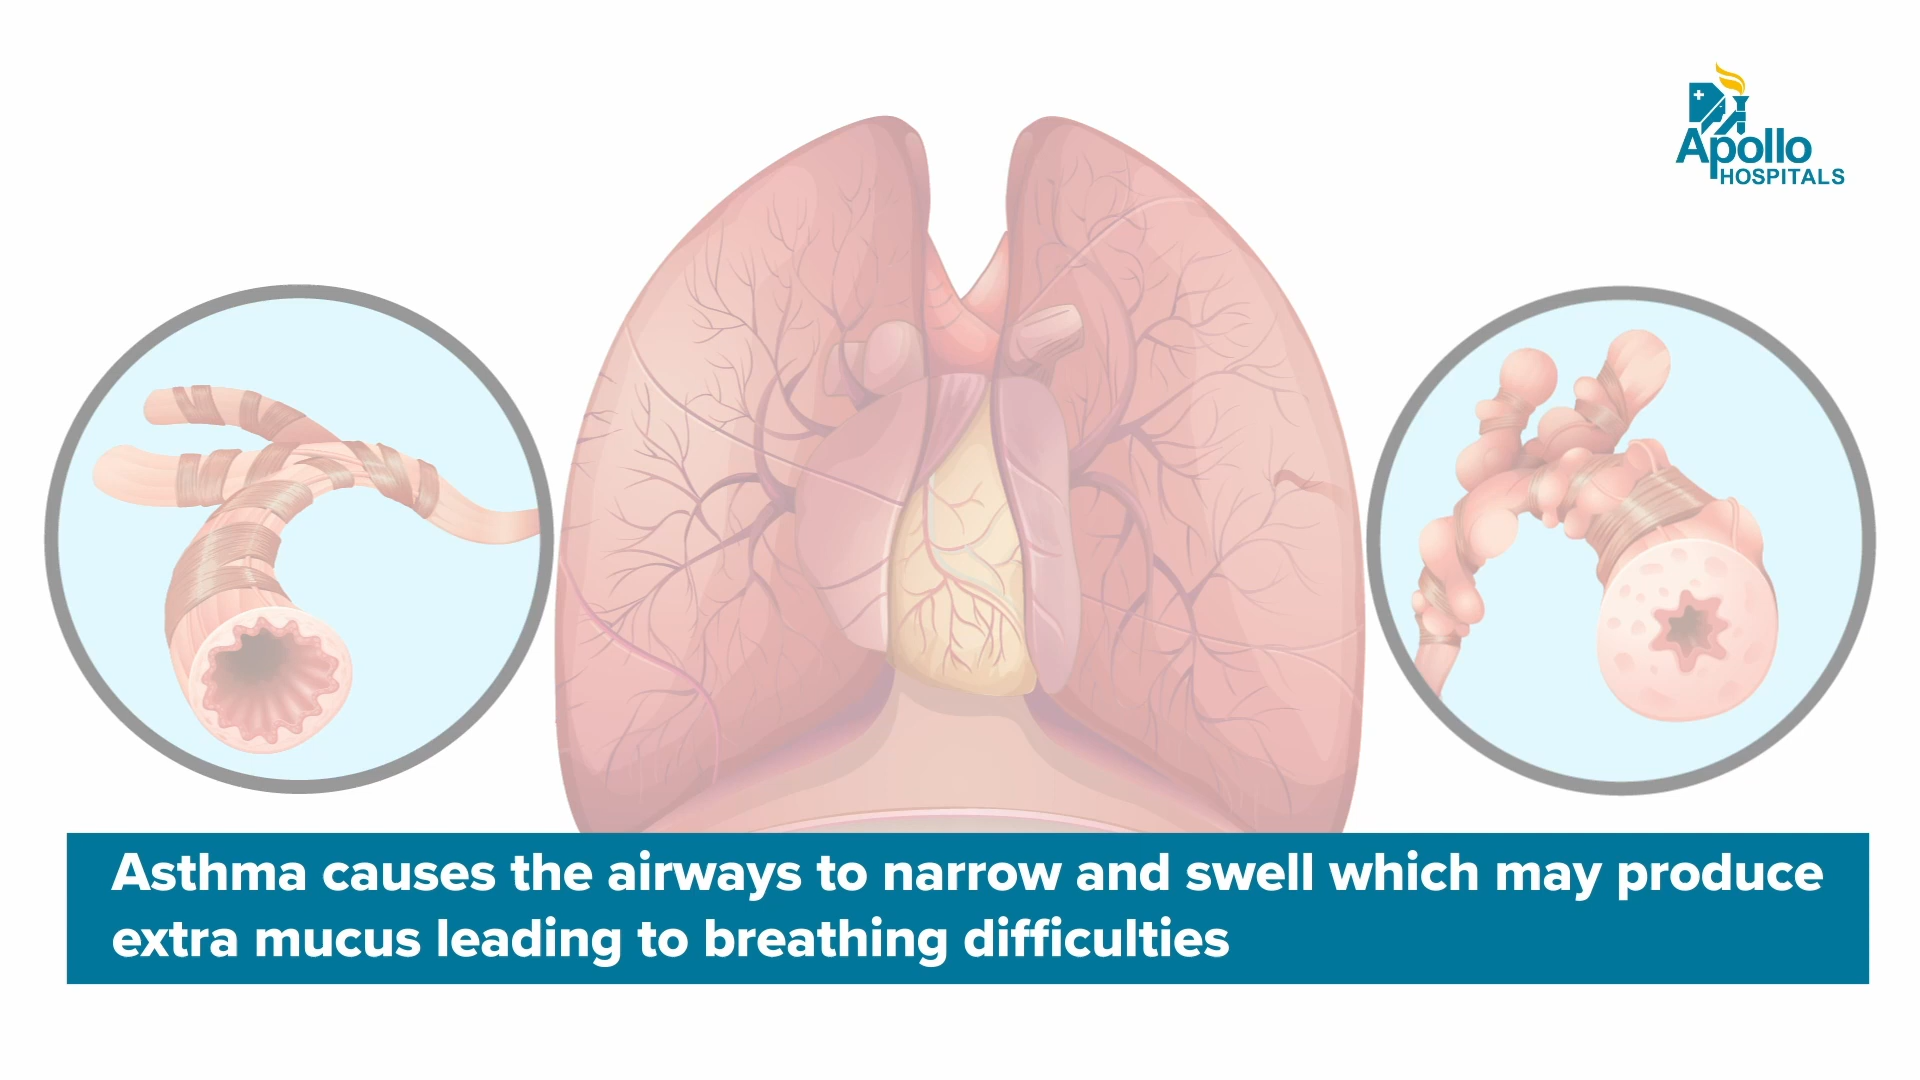 Apollo
HOSPITALS
Asthma causes the airways to narrow and swell which may produce
extra mucus leading to breathing difficulties